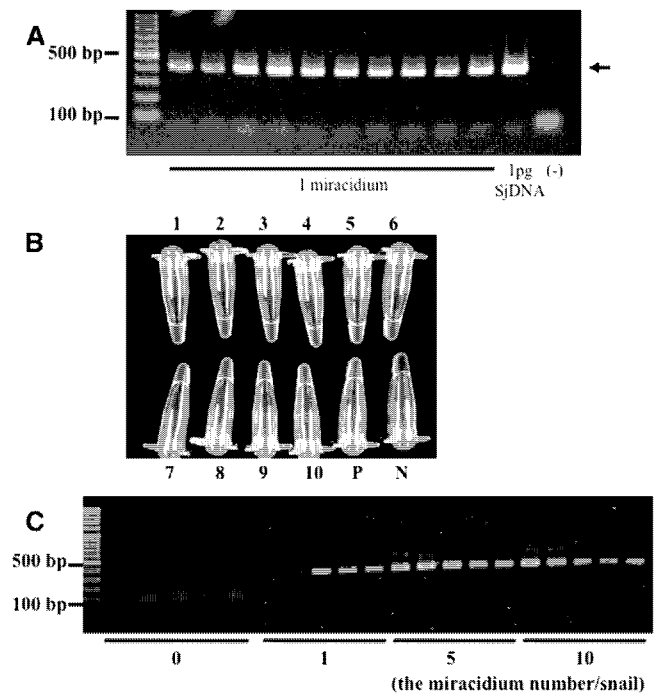 A
500 bp
100 bp
1 miracidium
1pg SjDNA
(-)
B
1 2 3 4 5 6
7 8 9 10 P N
C
500 bp
100 bp
0 1 5 10
(the miracidium number/snail)